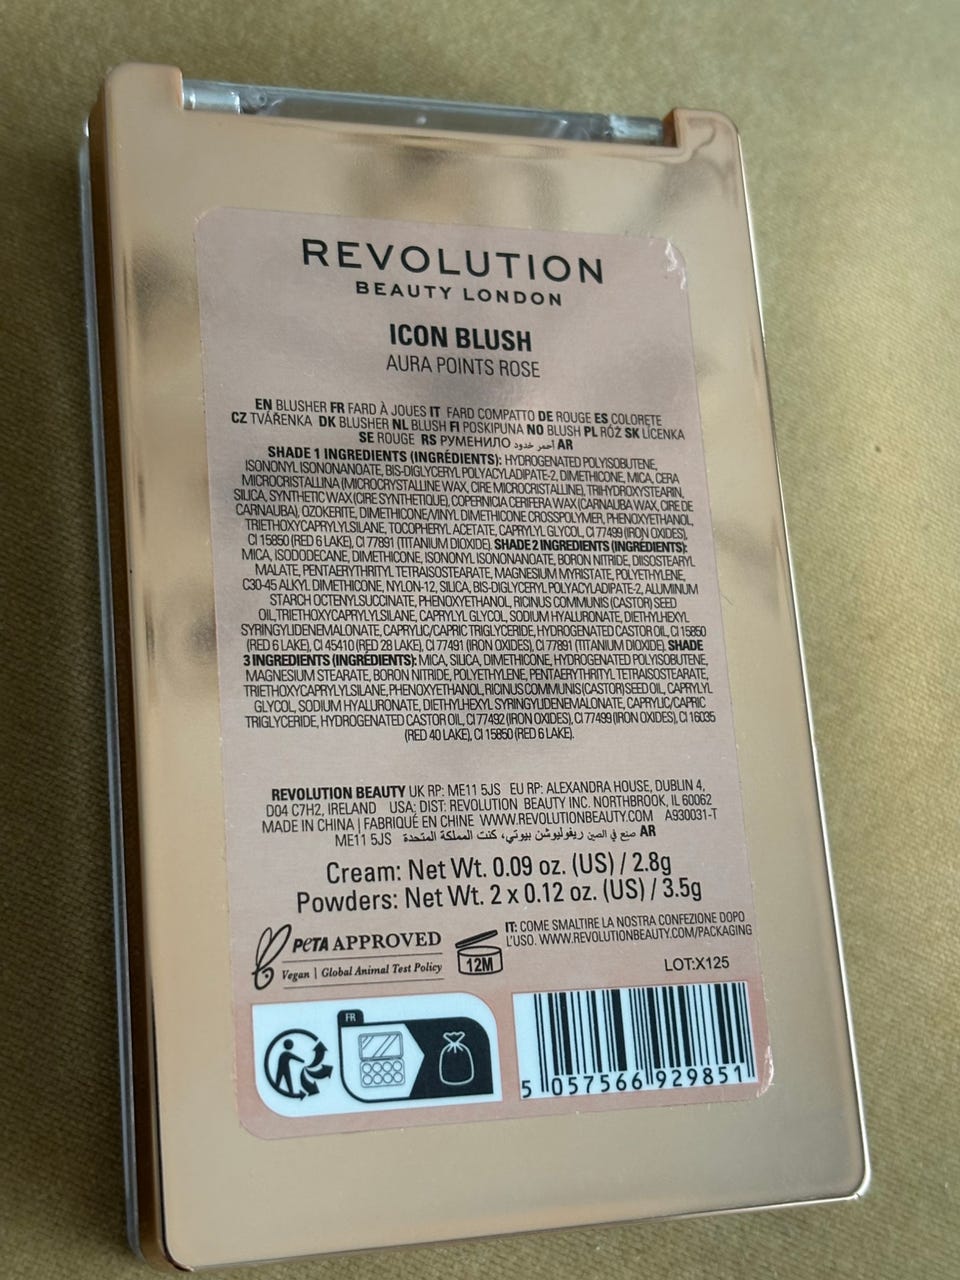 REVOLUTION
BEAUTY LONDON
ICON BLUSH
AURA POINTS ROSE
EN BLUSHER FR FARD À JOUES IT FARD COMPATTO DE ROUGE ES COLORETE
CZ TVÁŘENKA DK BLUSHER NL BLUSH FI POSKIPUNA NO BLUSH PL RÓŻ SK LÍCENKA
SE ROUGE RS РУМЕНИЛО أحمر خدود AR
SHADE 1 INGREDIENTS (INGRÉDIENTS): HYDROGENATED POLYISOBUTENE,
ISONONYL ISONONANOATE, BIS-DIGLYCERYL POLYACYLADIPATE-2, DIMETHICONE, MICA, CERA
MICROCRISTALLINA (MICROCRYSTALLINE WAX, CIRE MICROCRISTALLINE), TRIHYDROXYSTEARIN,
SILICA, SYNTHETIC WAX (CIRE SYNTHETIQUE), COPERNICIA CERIFERA WAX (CARNAUBA WAX, CIRE DE
CARNAUBA), OZOKERITE, DIMETHICONE/VINYL DIMETHICONE CROSSPOLYMER, PHENOXYETHANOL,
TRIETHOXYCAPRYLYLSILANE, TOCOPHERYL ACETATE, CAPRYLYL GLYCOL, CI 77499 (IRON OXIDES),
CI 15850 (RED 6 LAKE), CI 77891 (TITANIUM DIOXIDE). SHADE 2 INGREDIENTS (INGRÉDIENTS):
MICA, ISODODECANE, DIMETHICONE, ISONONYL ISONONANOATE, BORON NITRIDE, DIISOSTEARYL
MALATE, PENTAERYTHRITYL TETRAISOSTEARATE, MAGNESIUM MYRISTATE, POLYETHYLENE,
C30-45 ALKYL DIMETHICONE, NYLON-12, SILICA, BIS-DIGLYCERYL POLYACYLADIPATE-2, ALUMINUM
STARCH OCTENYLSUCCINATE, PHENOXYETHANOL, RICINUS COMMUNIS (CASTOR) SEED
OIL, TRIETHOXYCAPRYLYLSILANE, CAPRYLYL GLYCOL, SODIUM HYALURONATE, DIETHYLHEXYL
SYRINGYLIDENEMALONATE, CAPRYLIC/CAPRIC TRIGLYCERIDE, HYDROGENATED CASTOR OIL, CI 15850
(RED 6 LAKE), CI 45410 (RED 28 LAKE), CI 77491 (IRON OXIDES), CI 77891 (TITANIUM DIOXIDE). SHADE
3 INGREDIENTS (INGRÉDIENTS): MICA, SILICA, DIMETHICONE, HYDROGENATED POLYISOBUTENE,
MAGNESIUM STEARATE, BORON NITRIDE, POLYETHYLENE, PENTAERYTHRITYL TETRAISOSTEARATE,
TRIETHOXYCAPRYLYLSILANE, PHENOXYETHANOL, RICINUS COMMUNIS (CASTOR) SEED OIL, CAPRYLYL
GLYCOL, SODIUM HYALURONATE, DIETHYLHEXYL SYRINGYLIDENEMALONATE, CAPRYLIC/CAPRIC
TRIGLYCERIDE, HYDROGENATED CASTOR OIL, CI 77492 (IRON OXIDES), CI 77499 (IRON OXIDES), CI 16035
(RED 40 LAKE), CI 15850 (RED 6 LAKE).
REVOLUTION BEAUTY UK RP: ME11 5JS EU RP: ALEXANDRA HOUSE, DUBLIN 4,
D04 C7H2, IRELAND USA: DIST: REVOLUTION BEAUTY INC. NORTHBROOK, IL 60062
MADE IN CHINA | FABRIQUÉ EN CHINE WWW.REVOLUTIONBEAUTY.COM A930031-T
ME11 5JS صنع في الصين ريفوليوشن بيوتي، كنت المملكة المتحدة AR
Cream: Net Wt. 0.09 oz. (US) / 2.8g
Powders: Net Wt. 2 x 0.12 oz. (US) / 3.5g
PETA APPROVED
Vegan | Global Animal Test Policy
12M
IT: COME SMALTIRE LA NOSTRA CONFEZIONE DOPO
L'USO. WWW.REVOLUTIONBEAUTY.COM/PACKAGING
LOT:X125
FR
5 057566 929851